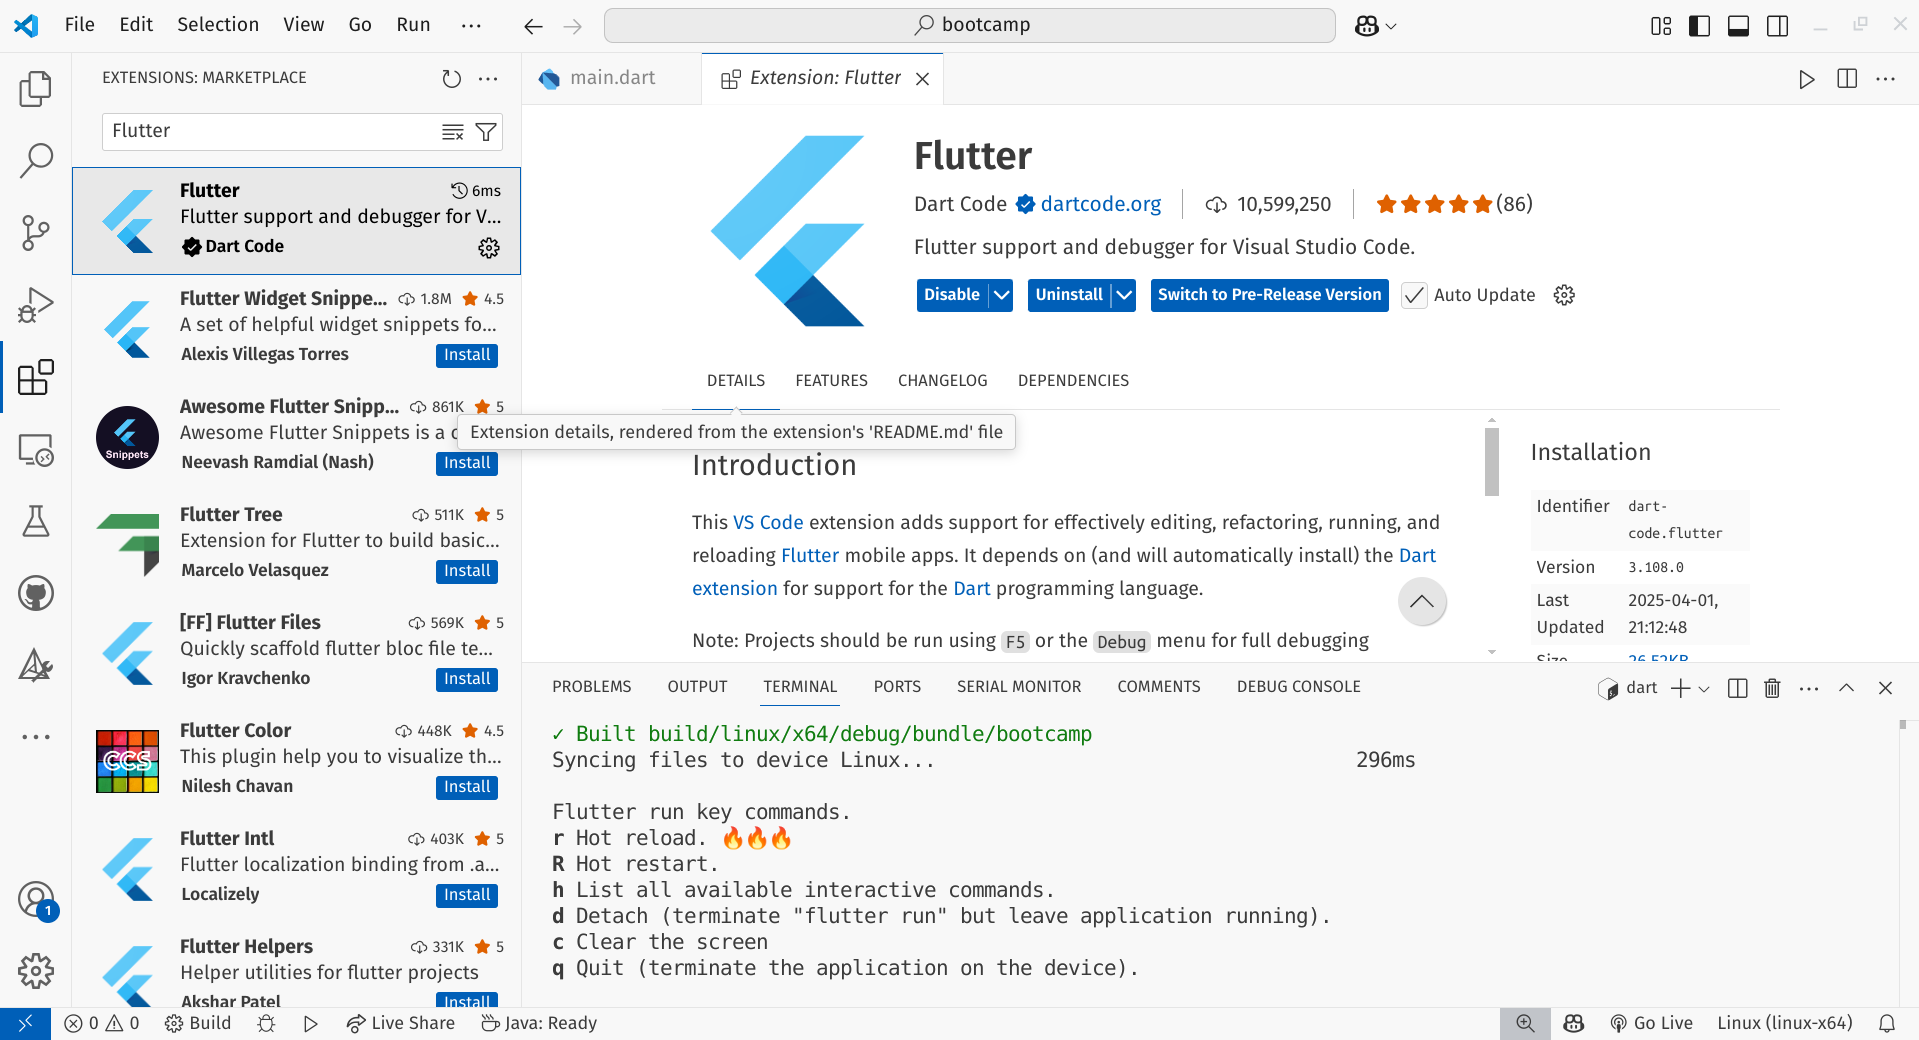 File Edit Selection View Go Run ···
bootcamp
EXTENSIONS: MARKETPLACE
Flutter
Flutter 6ms
Flutter support and debugger for V...
Dart Code
Flutter Widget Snippe... 1.8M 4.5
A set of helpful widget snippets fo...
Alexis Villegas Torres Install
Awesome Flutter Snipp... 861K 5
Awesome Flutter Snippets is a
Neevash Ramdial (Nash) Install
Snippets
Flutter Tree 511K 5
Extension for Flutter to build basic...
Marcelo Velasquez Install
[FF] Flutter Files 569K 5
Quickly scaffold flutter bloc file te...
Igor Kravchenko Install
Flutter Color 448K 4.5
This plugin help you to visualize th...
Nilesh Chavan Install
CCS
Flutter Intl 403K 5
Flutter localization binding from .a...
Localizely Install
Flutter Helpers 331K 5
Helper utilities for flutter projects
Akshar Patel Install
main.dart
Extension: Flutter
Flutter
Dart Code dartcode.org 10,599,250 (86)
Flutter support and debugger for Visual Studio Code.
Disable Uninstall Switch to Pre-Release Version Auto Update
DETAILS FEATURES CHANGELOG DEPENDENCIES
Extension details, rendered from the extension's 'README.md' file
Introduction
This VS Code extension adds support for effectively editing, refactoring, running, and
reloading Flutter mobile apps. It depends on (and will automatically install) the Dart
extension for support for the Dart programming language.
Note: Projects should be run using F5 or the Debug menu for full debugging
Installation
Identifier dart-
code.flutter
Version 3.108.0
Last 2025-04-01,
Updated 21:12:48
Size 26.52KB
PROBLEMS OUTPUT TERMINAL PORTS SERIAL MONITOR COMMENTS DEBUG CONSOLE
dart
✓ Built build/linux/x64/debug/bundle/bootcamp
Syncing files to device Linux... 296ms
Flutter run key commands.
r Hot reload. 🔥🔥🔥
R Hot restart.
h List all available interactive commands.
d Detach (terminate "flutter run" but leave application running).
c Clear the screen
q Quit (terminate the application on the device).
1
0 0 Build Live Share Java: Ready
Go Live Linux (linux-x64)